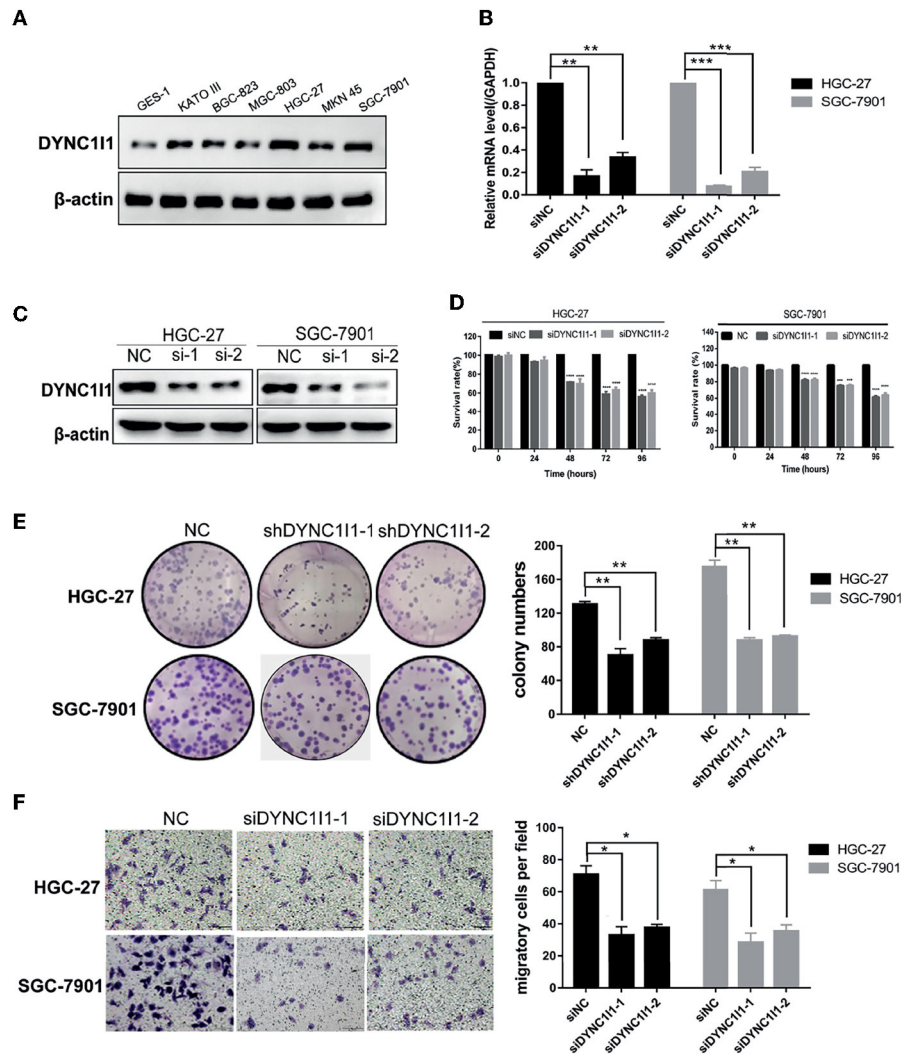 A
GES-1 KATO III BGC-823 MGC-803 HGC-27 MKN 45 SGC-7901
DYNC1I1
β-actin
B
Relative mRNA level(/GAPDH)
1.0
0.8
0.6
0.4
0.2
0.0
** ** *** ***
HGC-27
SGC-7901
siNC siDYNC1I1-1 siDYNC1I1-2 siNC siDYNC1I1-1 siDYNC1I1-2
C
HGC-27 SGC-7901
NC si-1 si-2 NC si-1 si-2
DYNC1I1
β-actin
D
HGC-27
siNC siDYNC1I1-1 siDYNC1I1-2
Survival rate(%)
120
100
80
60
40
20
0
**** **** **** **** **** ****
0 24 48 72 96
Time (hours)
SGC-7901
NC siDYNC1I1-1 siDYNC1I1-2
Survival rate(%)
140
120
100
80
60
40
20
0
0 24 48 72 96
Time (hours)
E
NC shDYNC1I1-1 shDYNC1I1-2
HGC-27
SGC-7901
colony numbers
200
160
120
80
40
0
** ** ** **
HGC-27
SGC-7901
NC shDYNC1I1-1 shDYNC1I1-2 NC shDYNC1I1-1 shDYNC1I1-2
F
NC siDYNC1I1-1 siDYNC1I1-2
HGC-27
SGC-7901
migratory cells per field
100
80
60
40
20
0
* * * *
HGC-27
SGC-7901
siNC siDYNC1I1-1 siDYNC1I1-2 siNC siDYNC1I1-1 siDYNC1I1-2